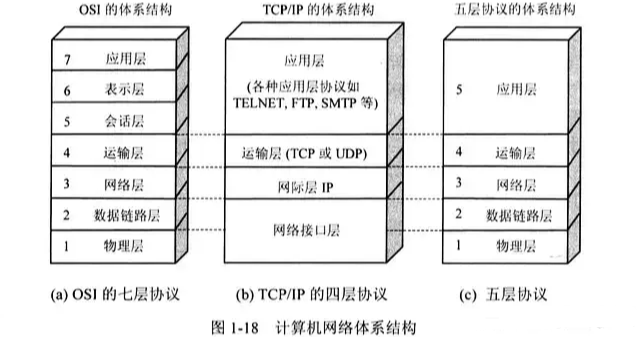 OSI 的体系结构
TCP/IP 的体系结构
五层协议的体系结构
7 应用层
6 表示层
5 会话层
4 运输层
3 网络层
2 数据链路层
1 物理层
应用层
(各种应用层协议如
TELNET, FTP, SMTP 等)
运输层 (TCP 或 UDP)
网际层 IP
网络接口层
5 应用层
4 运输层
3 网络层
2 数据链路层
1 物理层
(a) OSI 的七层协议
(b) TCP/IP 的四层协议
(c) 五层协议
图 1-18 计算机网络体系结构